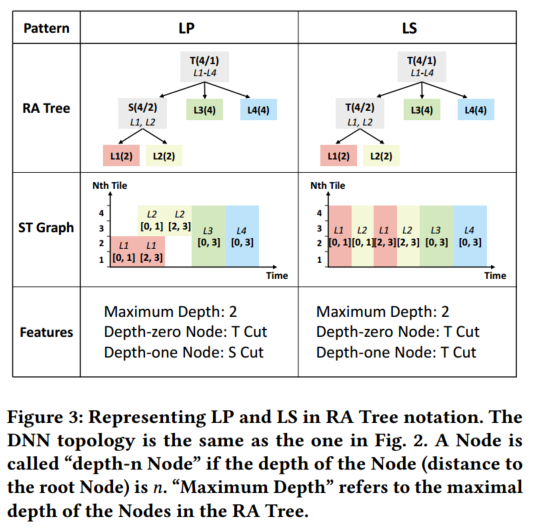 Pattern
LP
LS
RA Tree
T(4/1)
L1-L4
S(4/2)
L1, L2
L3(4)
L4(4)
L1(2)
L2(2)
T(4/1)
L1-L4
T(4/2)
L1, L2
L3(4)
L4(4)
L1(2)
L2(2)
ST Graph
Nth Tile
4
3
2
1
L2
[0, 1]
L2
[2, 3]
L1
[0, 1]
L1
[2, 3]
L3
[0, 3]
L4
[0, 3]
Time
Nth Tile
4
3
2
1
L1
[0, 1]
L2
[0, 1]
L1
[2, 3]
L2
[2, 3]
L3
[0, 3]
L4
[0, 3]
Time
Features
Maximum Depth: 2
Depth-zero Node: T Cut
Depth-one Node: S Cut
Maximum Depth: 2
Depth-zero Node: T Cut
Depth-one Node: T Cut
Figure 3: Representing LP and LS in RA Tree notation. The
DNN topology is the same as the one in Fig. 2. A Node is
called “depth-n Node” if the depth of the Node (distance to
the root Node) is n. “Maximum Depth” refers to the maximal
depth of the Nodes in the RA Tree.